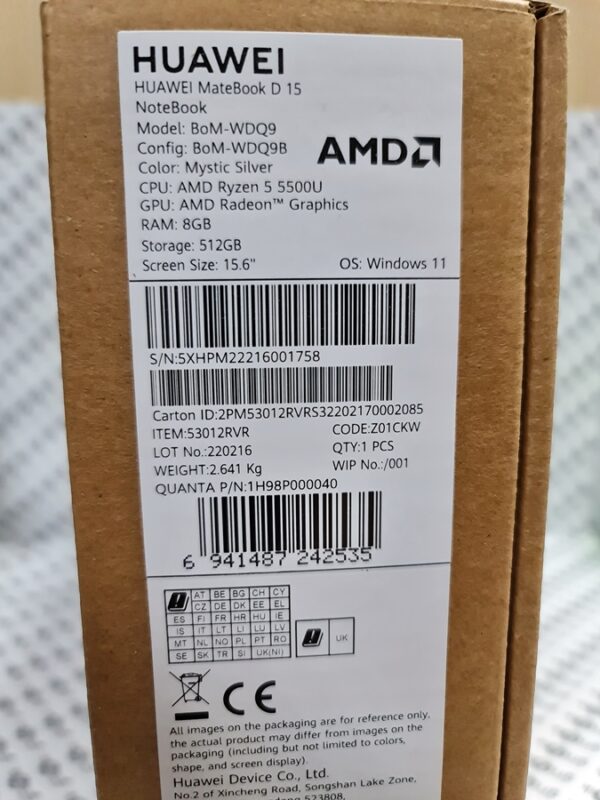 HUAWEI
HUAWEI MateBook D 15
NoteBook
Model: BoM-WDQ9
Config: BoM-WDQ9B
AMD
Color: Mystic Silver
CPU: AMD Ryzen 5 5500U
GPU: AMD Radeon™ Graphics
RAM: 8GB
Storage: 512GB
Screen Size: 15.6" OS: Windows 11
S/N:5XHPM22216001758
Carton ID:2PM53012RVRS32202170002085
ITEM:53012RVR CODE:Z01CKW
LOT No.:220216 QTY:1 PCS
WEIGHT:2.641 Kg WIP No.:/001
QUANTA P/N:1H98P000040
6 941487 242535
AT BE BG CH CY
CZ DE DK EE EL
ES FI FR HR HU IE
IS IT LT LI LU LV
MT NL NO PL PT RO
SE SK TR SI UK(NI)
UK
CE
All images on the packaging are for reference only,
the actual product may differ from images on the
packaging (including but not limited to colors,
shape, and screen display).
Huawei Device Co., Ltd.
No.2 of Xincheng Road, Songshan Lake Zone,
523808,